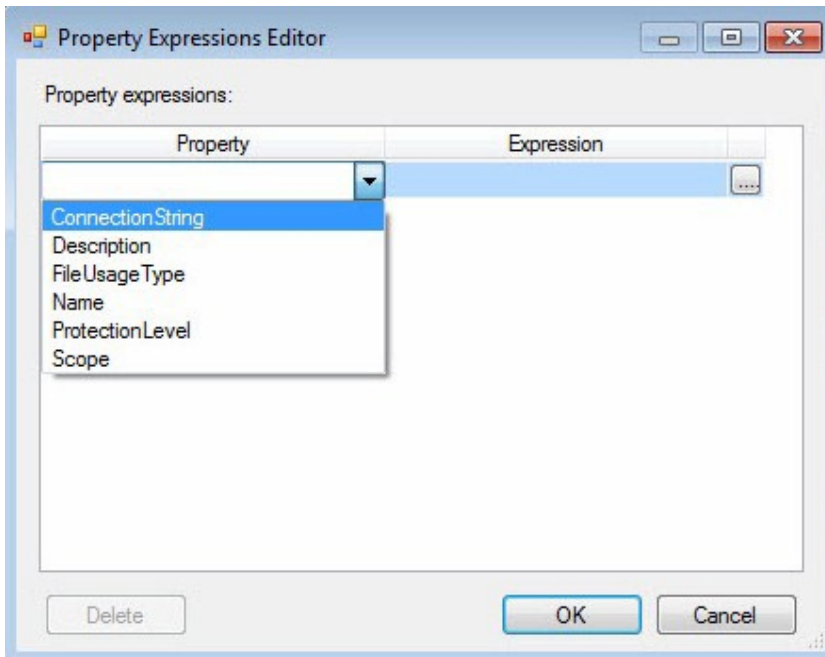 Property Expressions Editor
Property expressions:
Property Expression
...
ConnectionString
Description
FileUsageType
Name
ProtectionLevel
Scope
Delete OK Cancel